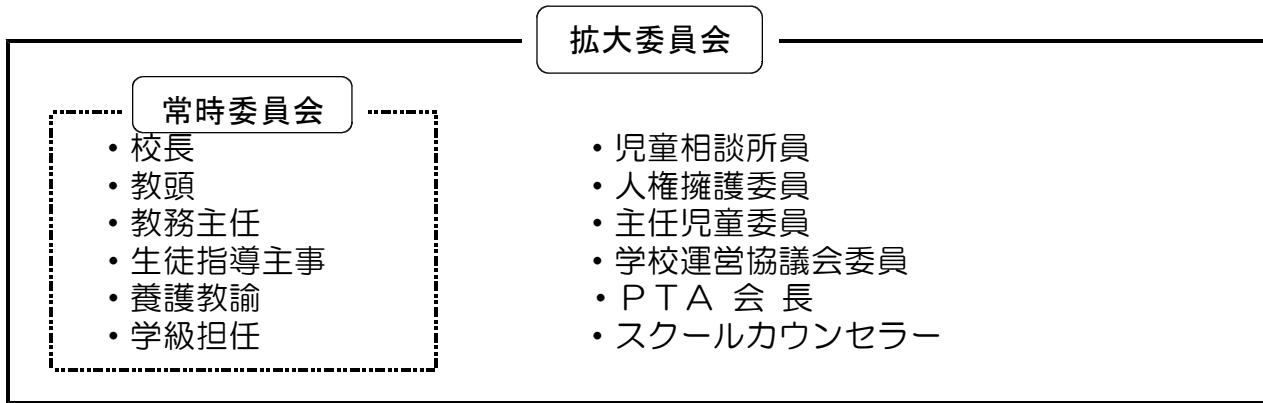 拡大委員会
常時委員会
・校長
・教頭
・教務主任
・生徒指導主事
・養護教諭
・学級担任
・児童相談所員
・人権擁護委員
・主任児童委員
・学校運営協議会委員
・ＰＴＡ 会 長
・スクールカウンセラー